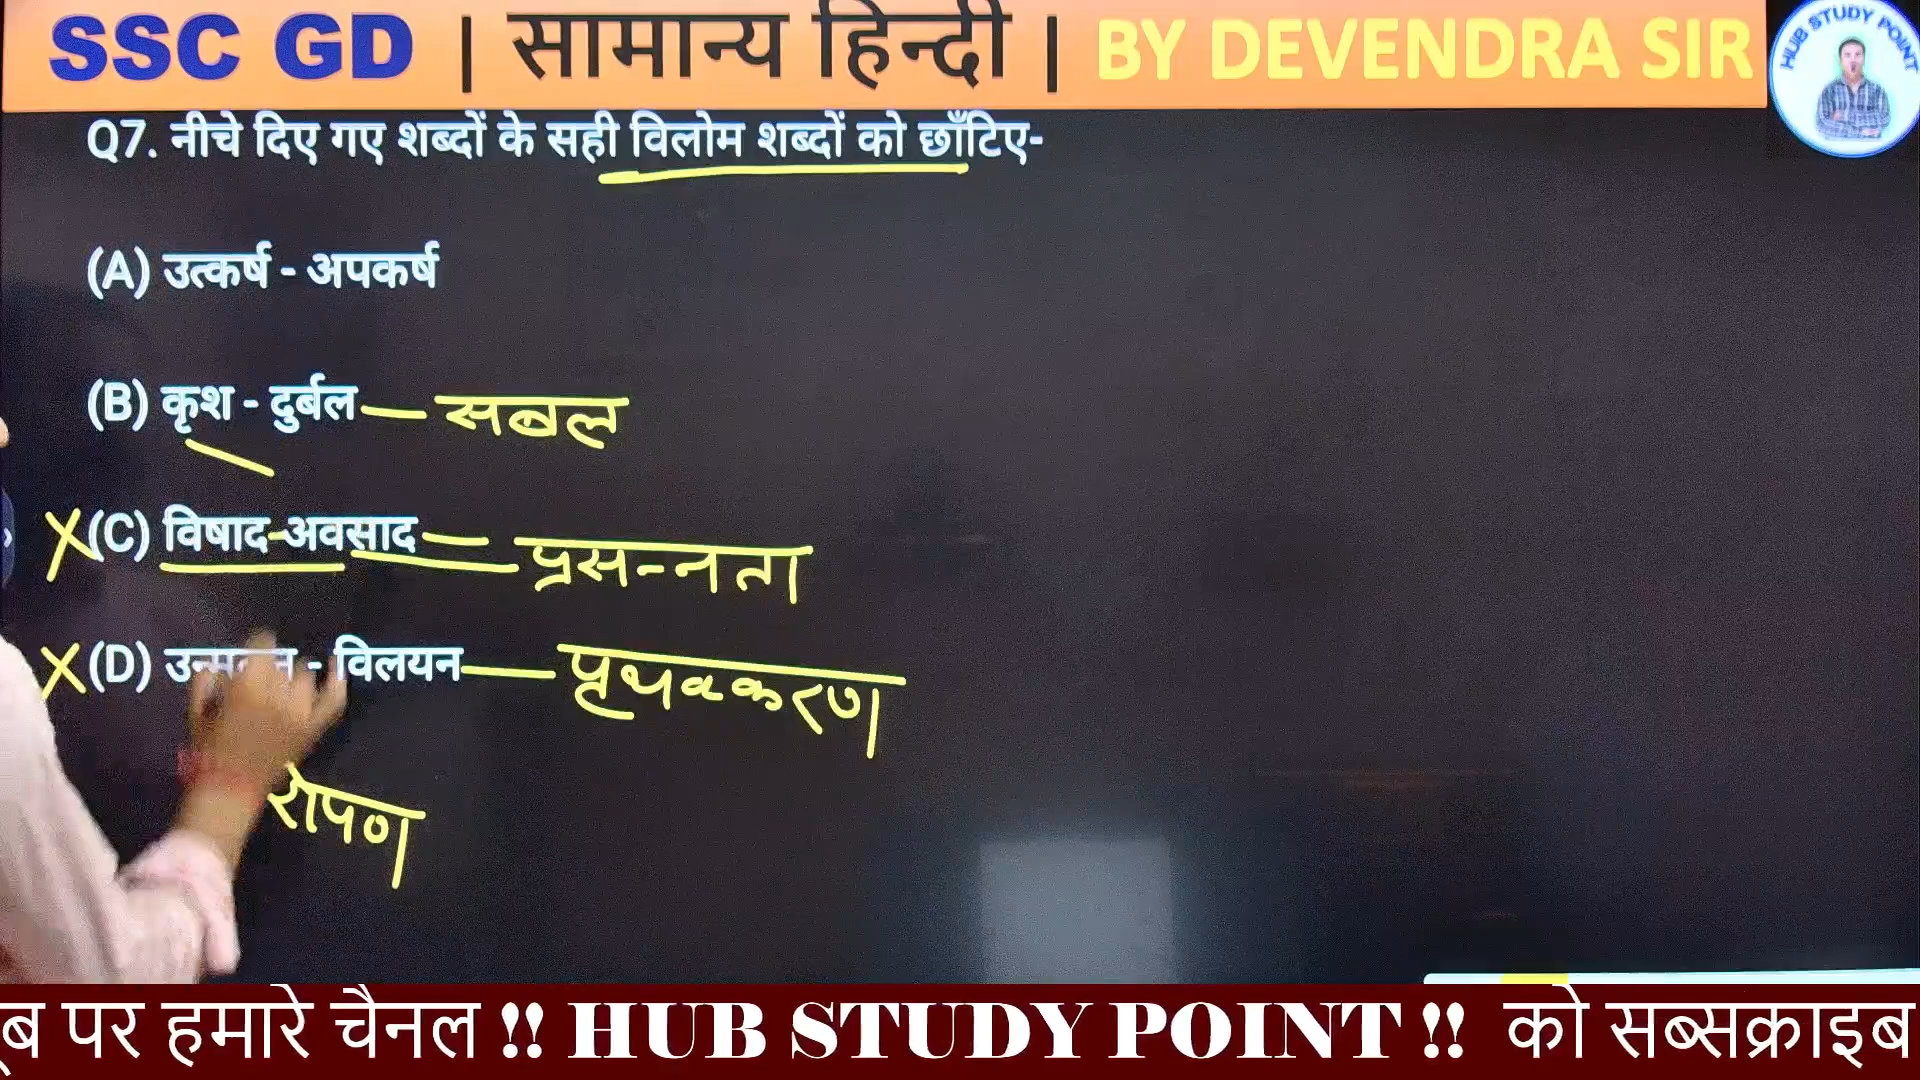 SSC GD | सामान्य हिन्दी | BY DEVENDRA SIR
HUB STUDY POINT
Q7. नीचे दिए गए शब्दों के सही विलोम शब्दों को छाँटिए-
(A) उत्कर्ष - अपकर्ष
(B) कृश - दुर्बल — सबल
X (C) विषाद-अवसाद — प्रसन्नता
X (D) - विलयन — पृथक्करण
रोपण
पर हमारे चैनल !! HUB STUDY POINT !! को सब्सक्राइब